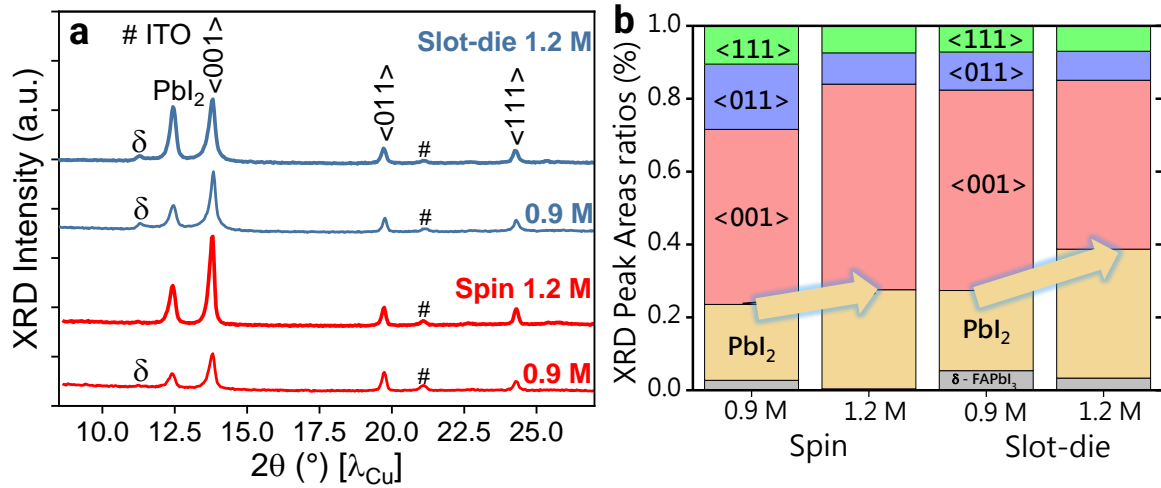 a
# ITO
<001>
Slot-die 1.2 M
PbI₂
<011>
<111>
δ
#
δ
#
0.9 M
Spin 1.2 M
#
δ
#
0.9 M
XRD Intensity (a.u.)
10.0 12.5 15.0 17.5 20.0 22.5 25.0
2θ (°) [λCu]
b
1.0
0.8
0.6
0.4
0.2
0.0
XRD Peak Areas ratios (%)
<111>
<011>
<001>
PbI₂
<111>
<011>
<001>
PbI₂
δ - FAPbI₃
0.9 M 1.2 M 0.9 M 1.2 M
Spin Slot-die